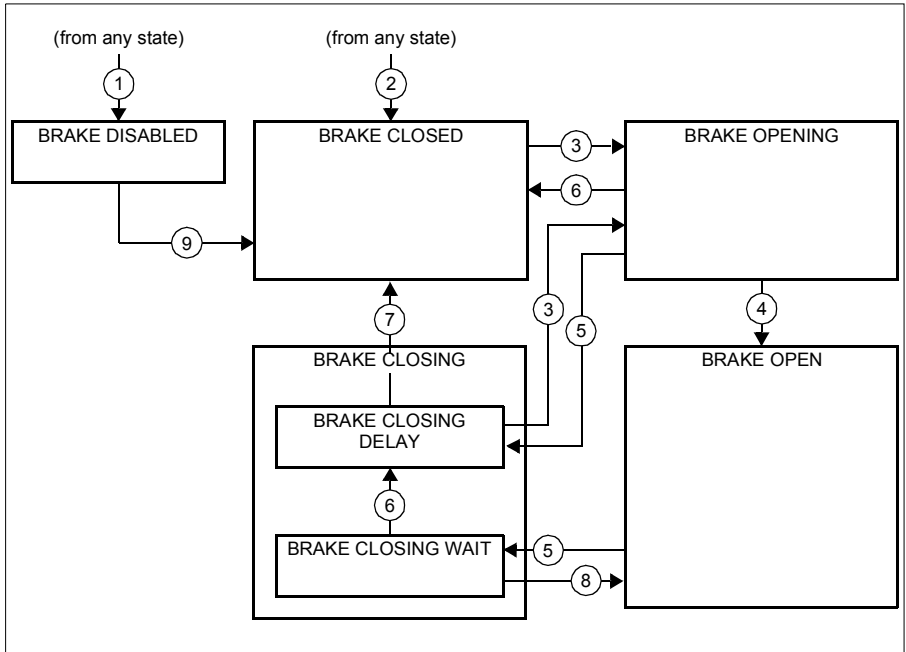 (from any state)
(from any state)
1
2
BRAKE DISABLED
BRAKE CLOSED
BRAKE OPENING
3
6
9
3
5
4
7
BRAKE CLOSING
BRAKE OPEN
BRAKE CLOSING
DELAY
6
BRAKE CLOSING WAIT
5
8